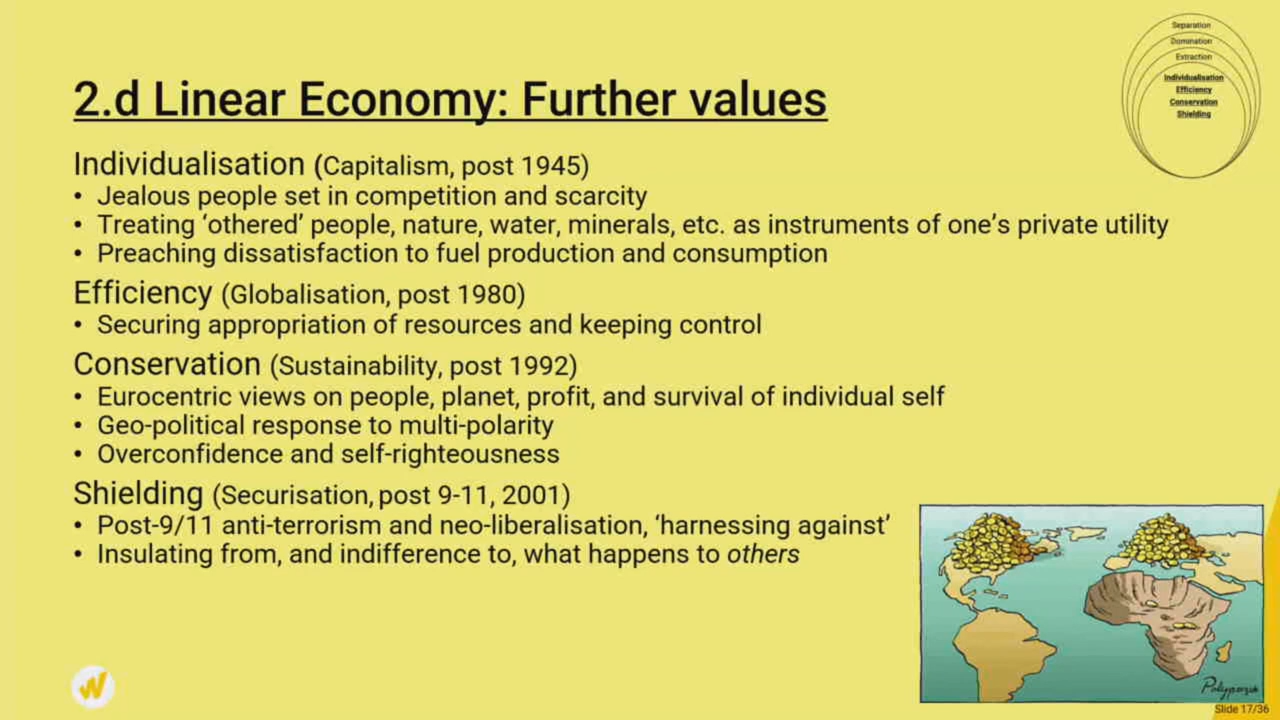 Separation
Domination
Extraction
Individualisation
Efficiency
Conservation
Shielding
2.d Linear Economy: Further values
Individualisation (Capitalism, post 1945)
• Jealous people set in competition and scarcity
• Treating ‘othered’ people, nature, water, minerals, etc. as instruments of one’s private utility
• Preaching dissatisfaction to fuel production and consumption
Efficiency (Globalisation, post 1980)
• Securing appropriation of resources and keeping control
Conservation (Sustainability, post 1992)
• Eurocentric views on people, planet, profit, and survival of individual self
• Geo-political response to multi-polarity
• Overconfidence and self-righteousness
Shielding (Securisation, post 9-11, 2001)
• Post-9/11 anti-terrorism and neo-liberalisation, ‘harnessing against’
• Insulating from, and indifference to, what happens to others
Slide 17/36